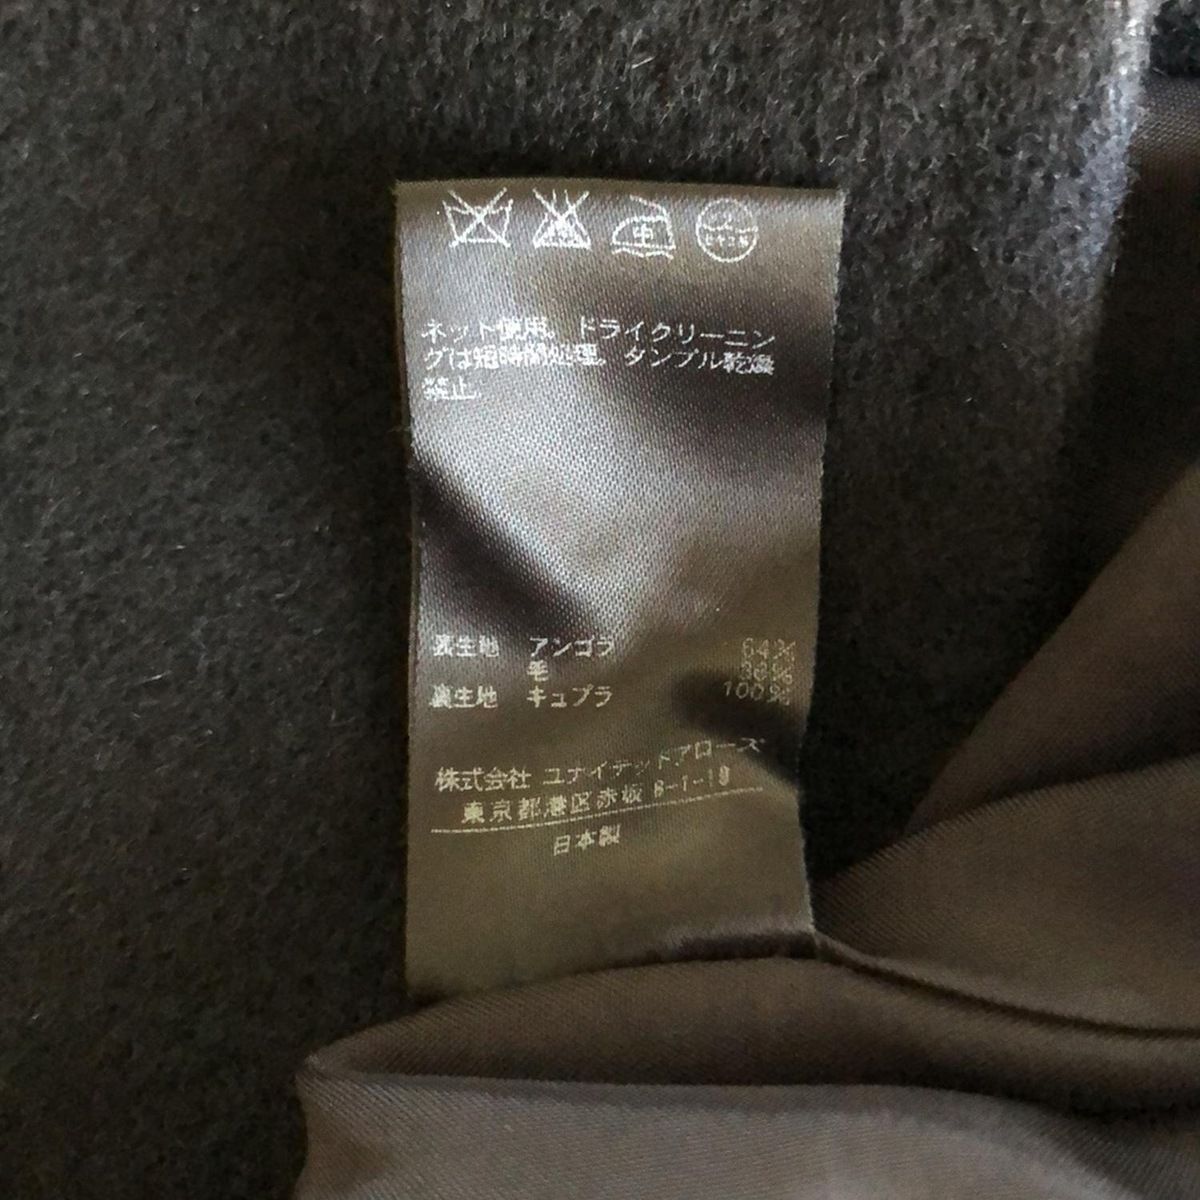 中
ネット使用。ドライクリーニン
グは短時間処理。タンブル乾燥
禁止
表生地 アンゴラ 64%
毛 36%
裏生地 キュプラ 100%
株式会社 ユナイテッドアローズ
東京都港区赤坂 8-1-19
日本製